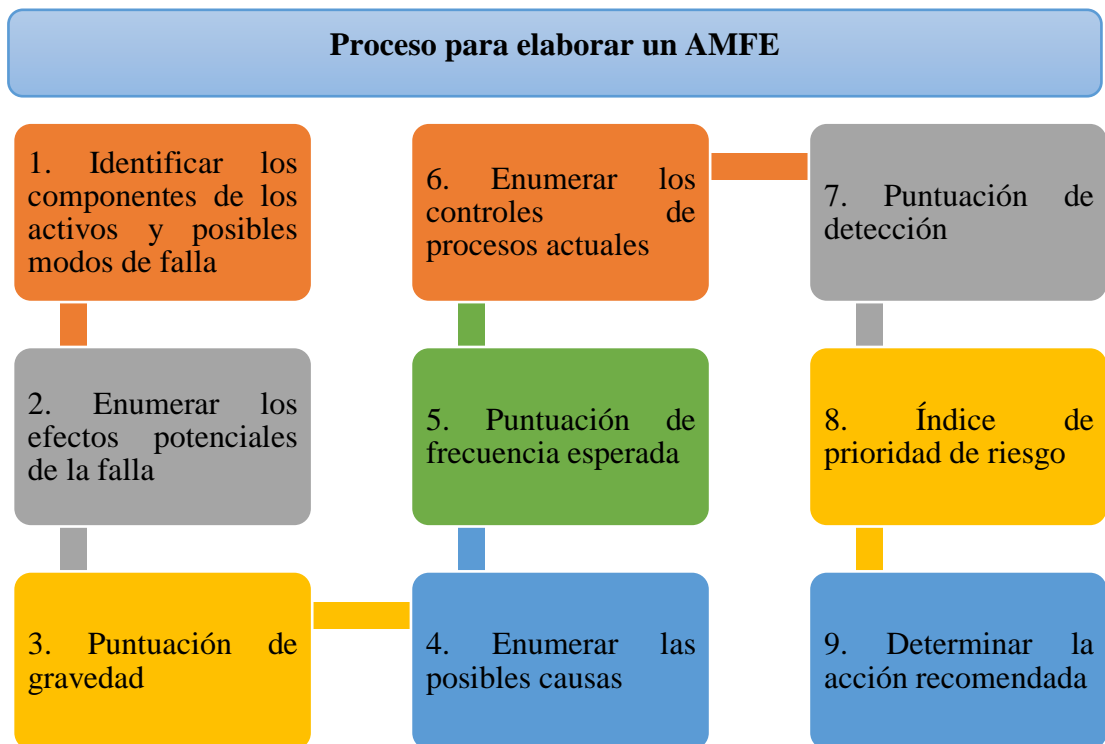 Proceso para elaborar un AMFE
1. Identificar los
componentes de los
activos y posibles
modos de falla
2. Enumerar los
efectos potenciales
de la falla
3. Puntuación de
gravedad
4. Enumerar las
posibles causas
5. Puntuación de
frecuencia esperada
6. Enumerar los
controles de
procesos actuales
7. Puntuación de
detección
8. Índice de
prioridad de riesgo
9. Determinar la
acción recomendada